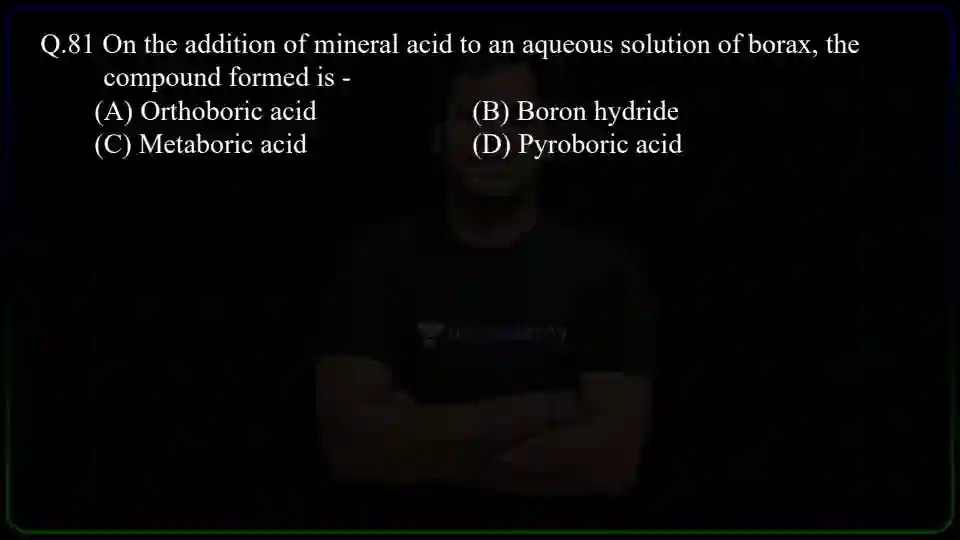 Q.81 On the addition of mineral acid to an aqueous solution of borax, the
compound formed is -
(A) Orthoboric acid (B) Boron hydride
(C) Metaboric acid (D) Pyroboric acid